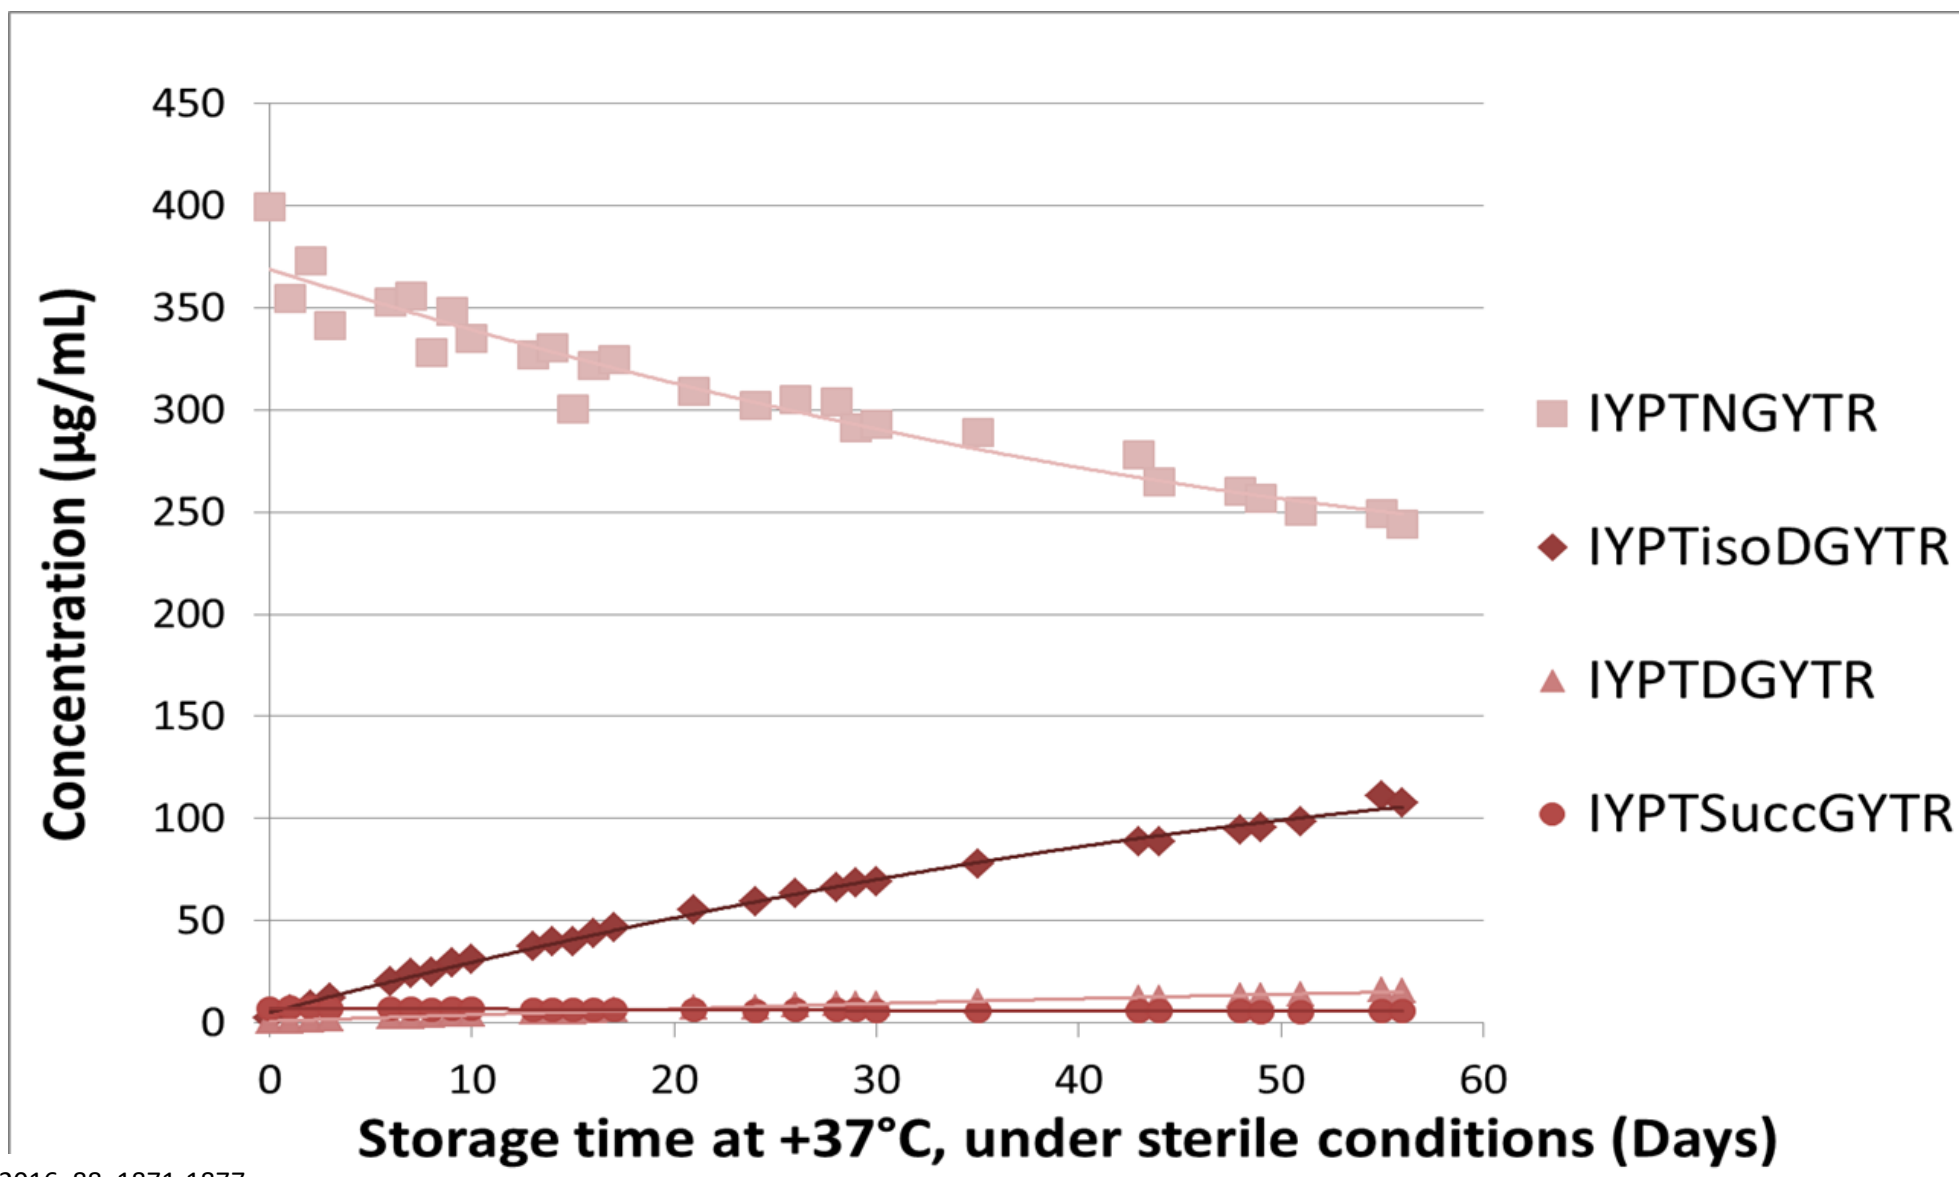 450
400
350
300
250
200
150
100
50
0
Concentration (µg/mL)
0 10 20 30 40 50 60
Storage time at +37°C, under sterile conditions (Days)
IYPTNGYTR
IYPTisoDGYTR
IYPTDGYTR
IYPTSuccGYTR